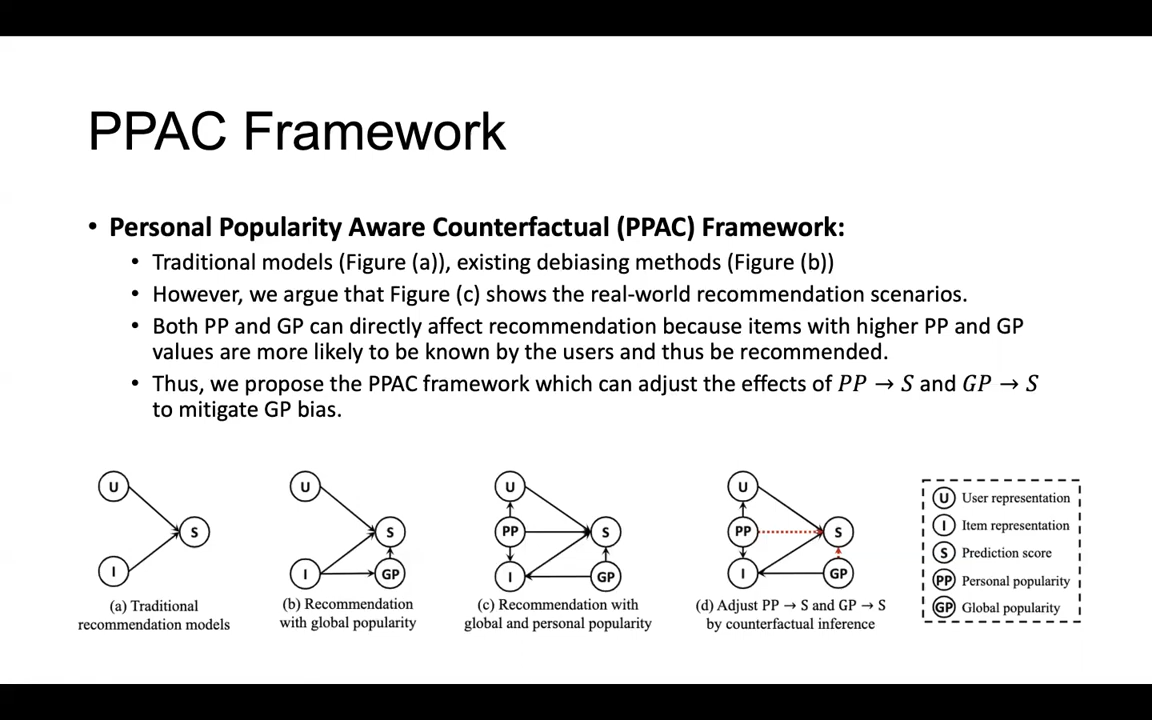 PPAC Framework
• Personal Popularity Aware Counterfactual (PPAC) Framework:
• Traditional models (Figure (a)), existing debiasing methods (Figure (b))
• However, we argue that Figure (c) shows the real-world recommendation scenarios.
• Both PP and GP can directly affect recommendation because items with higher PP and GP
values are more likely to be known by the users and thus be recommended.
• Thus, we propose the PPAC framework which can adjust the effects of PP → S and GP → S
to mitigate GP bias.
U
S
I
(a) Traditional
recommendation models
U
S
I
GP
(b) Recommendation
with global popularity
U
PP
S
I
GP
(c) Recommendation with
global and personal popularity
U
PP
S
I
GP
(d) Adjust PP → S and GP → S
by counterfactual inference
U User representation
I Item representation
S Prediction score
PP Personal popularity
GP Global popularity